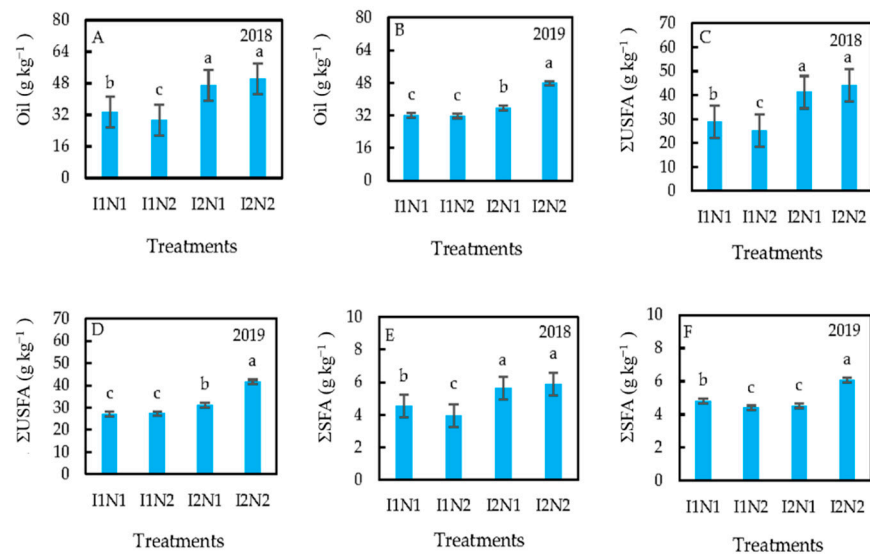 A 2018
Oil (g kg⁻¹)
80
64
48
32
16
0
b c a a
I1N1 I1N2 I2N1 I2N2
Treatments
B 2019
Oil (g kg⁻¹)
80
64
48
32
16
0
c c b a
I1N1 I1N2 I2N1 I2N2
Treatments
C 2018
ΣUSFA (g kg⁻¹)
70
60
50
40
30
20
10
0
b c a a
I1N1 I1N2 I2N1 I2N2
Treatments
D 2019
ΣUSFA (g kg⁻¹)
70
60
50
40
30
20
10
0
c c b a
I1N1 I1N2 I2N1 I2N2
Treatments
E 2018
ΣSFA (g kg⁻¹)
10
8
6
4
2
0
b c a a
I1N1 I1N2 I2N1 I2N2
Treatments
F 2019
ΣSFA (g kg⁻¹)
10
8
6
4
2
0
b c c a
I1N1 I1N2 I2N1 I2N2
Treatments